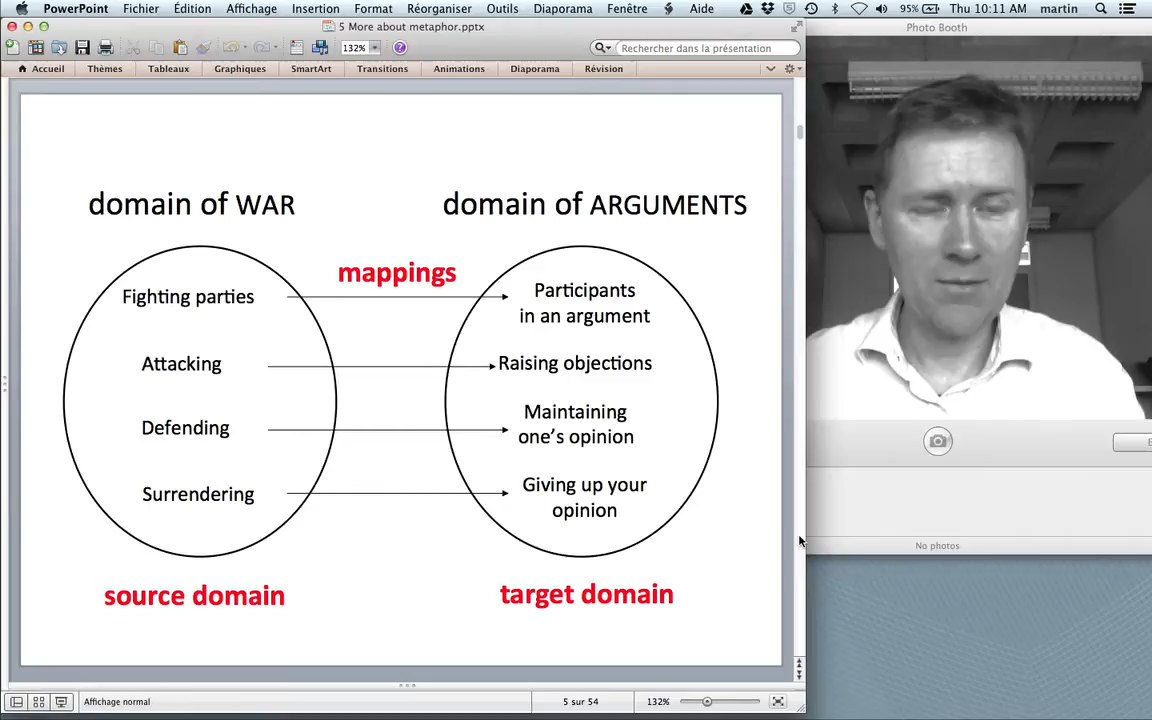 PowerPoint Fichier Édition Affichage Insertion Format Réorganiser Outils Diaporama Fenêtre Aide 95% Thu 10:11 AM martin
5 More about metaphor.pptx
132% Rechercher dans la présentation
Accueil Thèmes Tableaux Graphiques SmartArt Transitions Animations Diaporama Révision
domain of WAR
domain of ARGUMENTS
mappings
Fighting parties
Participants
in an argument
Attacking
Raising objections
Defending
Maintaining
one's opinion
Surrendering
Giving up your
opinion
source domain
target domain
Affichage normal 5 sur 54 132%
Photo Booth
No photos